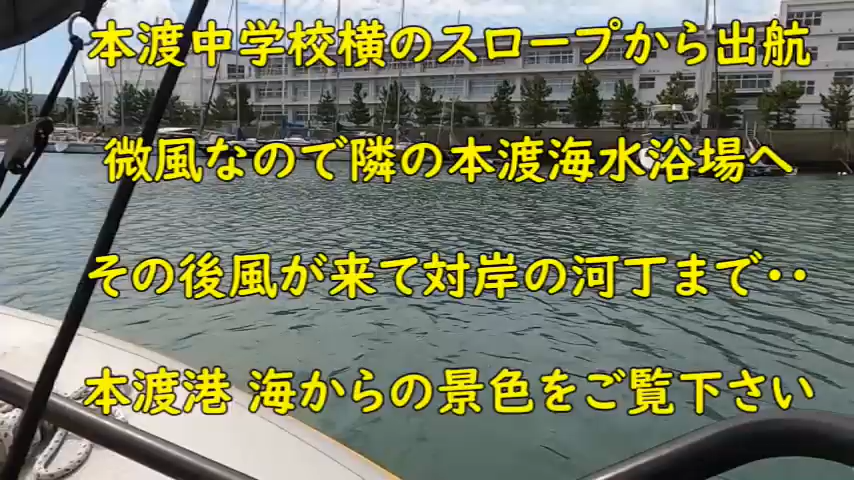 本渡中学校横のスロープから出航
微風なので隣の本渡海水浴場へ
その後風が来て対岸の河丁まで・・
本渡港 海からの景色をご覧下さい